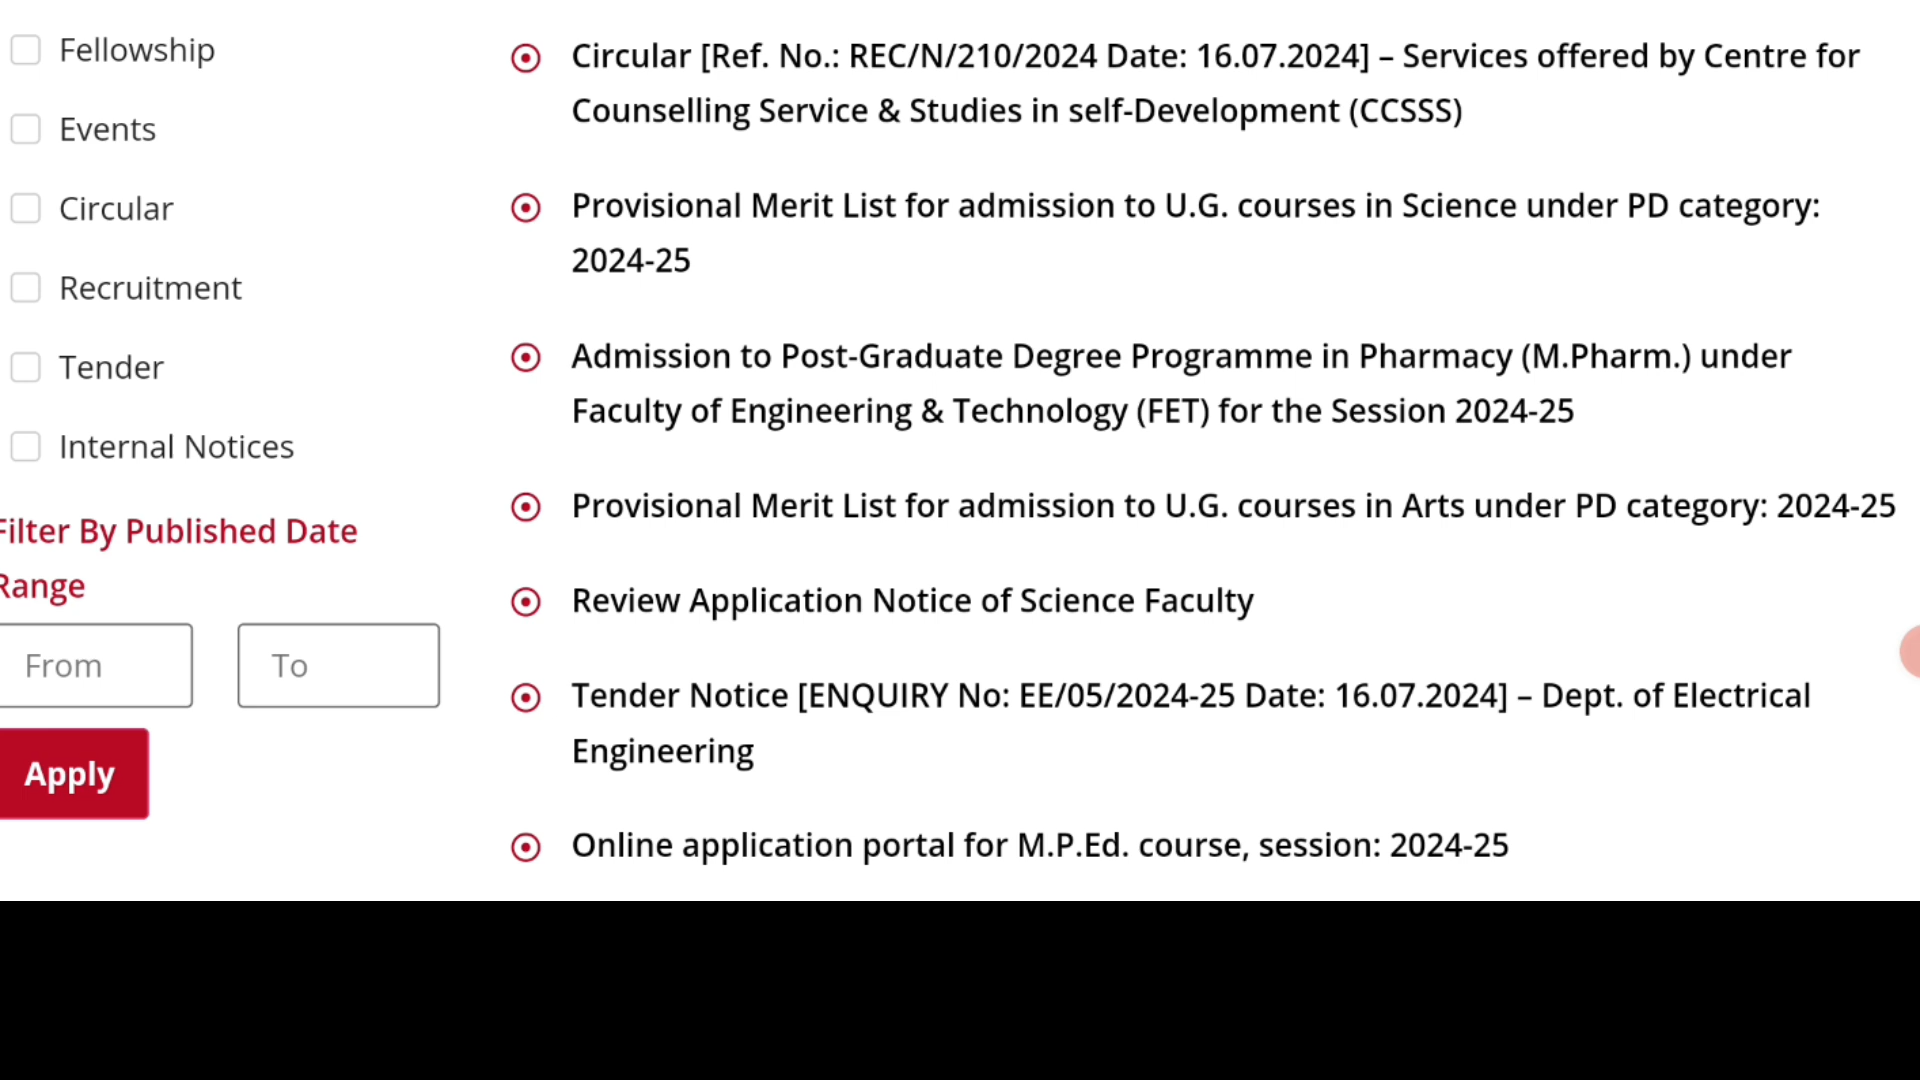 Fellowship
Events
Circular
Recruitment
Tender
Internal Notices
Filter By Published Date
Range
From To
Apply
Circular [Ref. No.: REC/N/210/2024 Date: 16.07.2024] – Services offered by Centre for
Counselling Service & Studies in self-Development (CCSSS)
Provisional Merit List for admission to U.G. courses in Science under PD category:
2024-25
Admission to Post-Graduate Degree Programme in Pharmacy (M.Pharm.) under
Faculty of Engineering & Technology (FET) for the Session 2024-25
Provisional Merit List for admission to U.G. courses in Arts under PD category: 2024-25
Review Application Notice of Science Faculty
Tender Notice [ENQUIRY No: EE/05/2024-25 Date: 16.07.2024] – Dept. of Electrical
Engineering
Online application portal for M.P.Ed. course, session: 2024-25